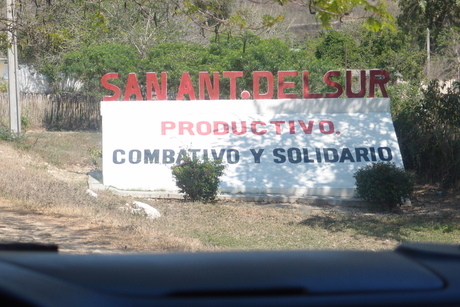 SAN ANT. DEL SUR
PRODUCTIVO.
COMBATIVO Y SOLIDARIO